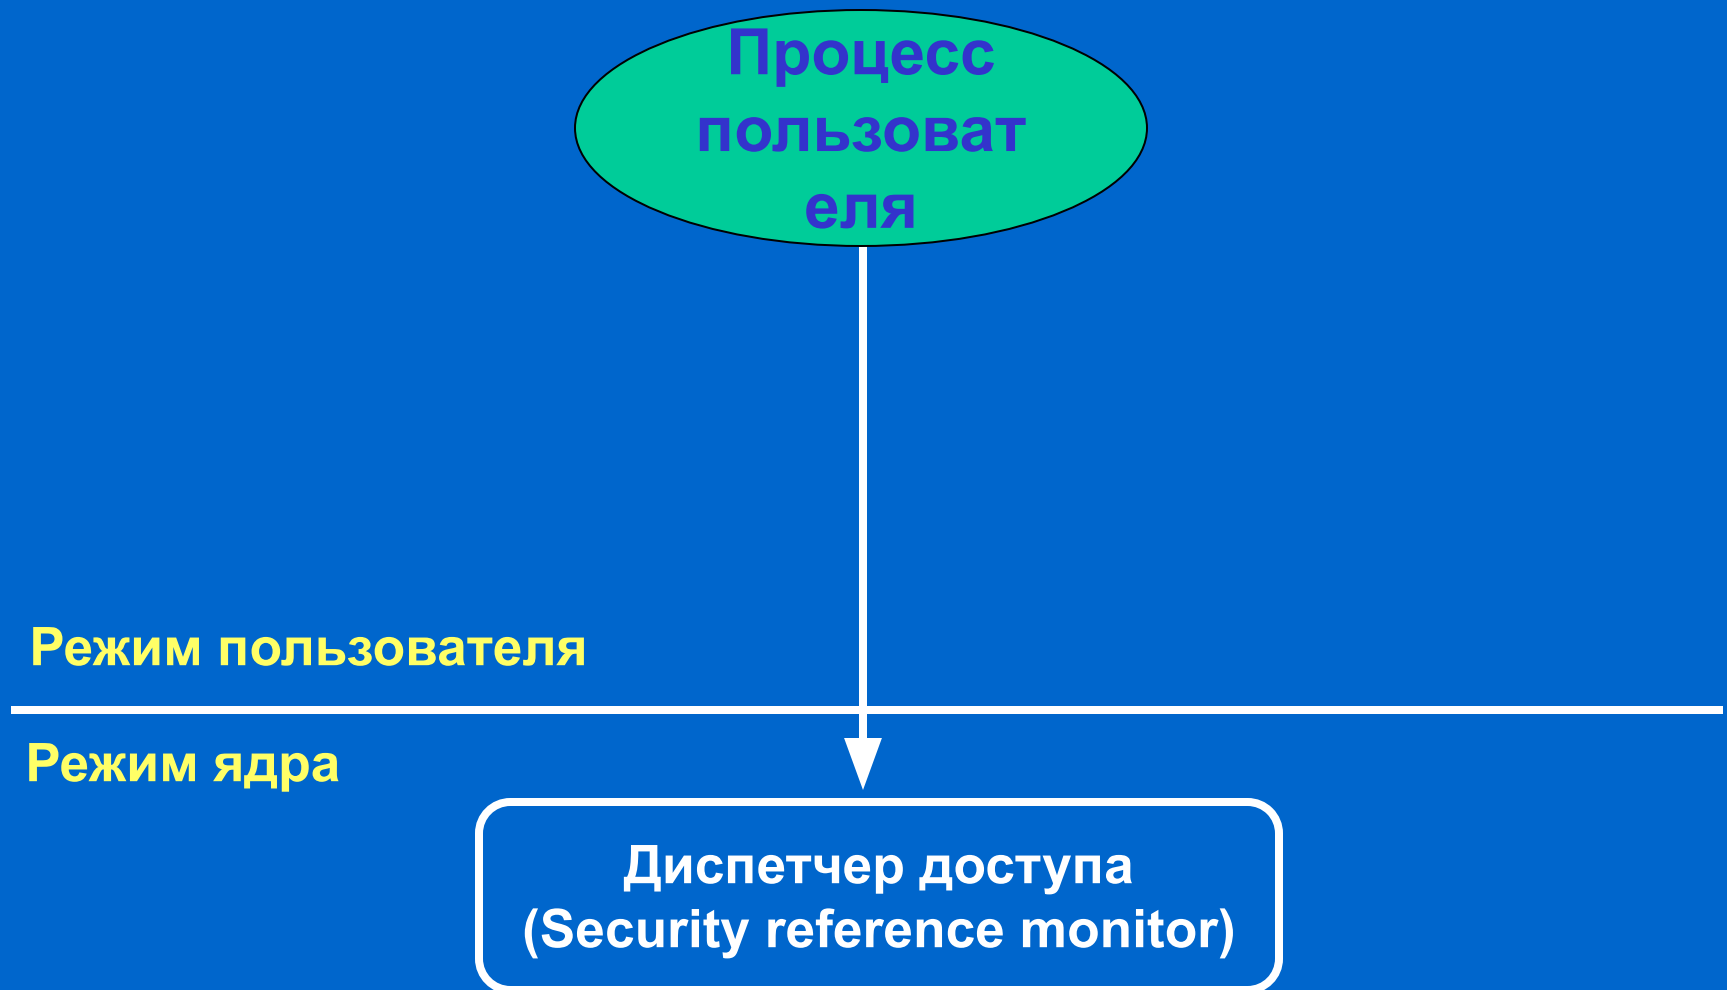 Процесс
пользоват
еля
Режим пользователя
Режим ядра
Диспетчер доступа
(Security reference monitor)